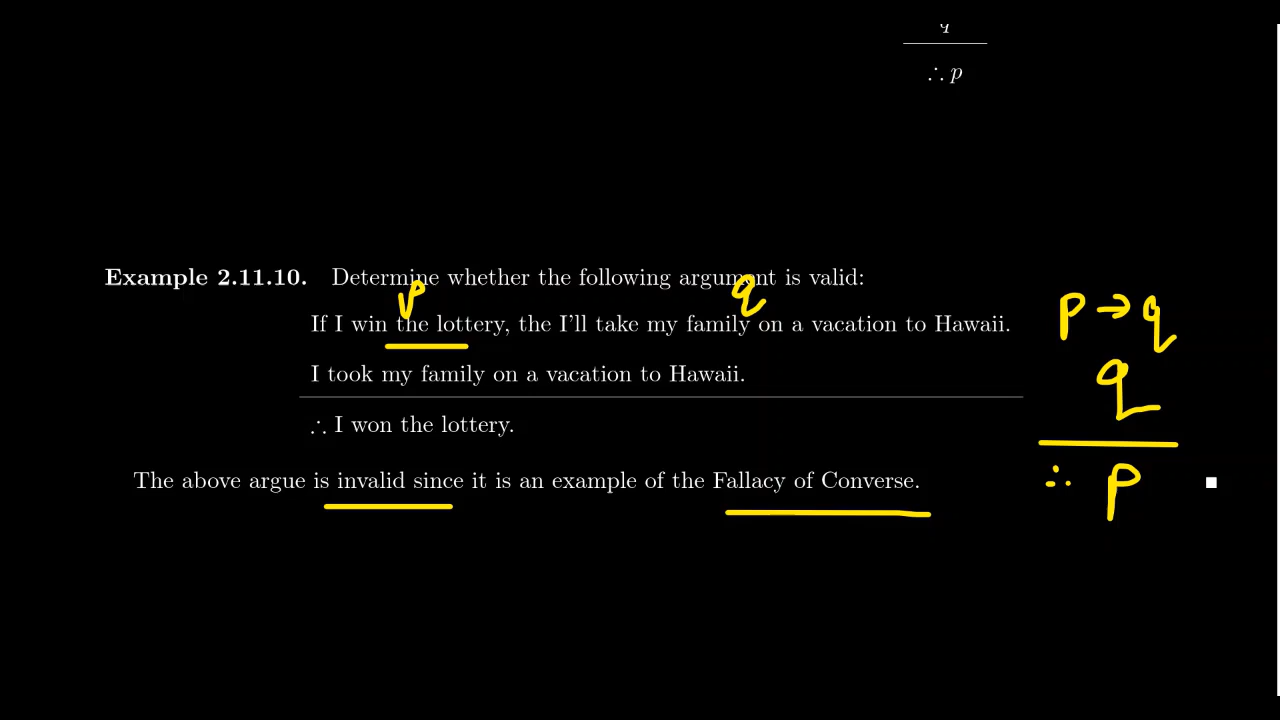 q
∴ p
Example 2.11.10. Determine whether the following argument is valid:
p q
If I win the lottery, the I'll take my family on a vacation to Hawaii.
p → q
I took my family on a vacation to Hawaii.
q
∴ I won the lottery.
The above argue is invalid since it is an example of the Fallacy of Converse.
∴ p